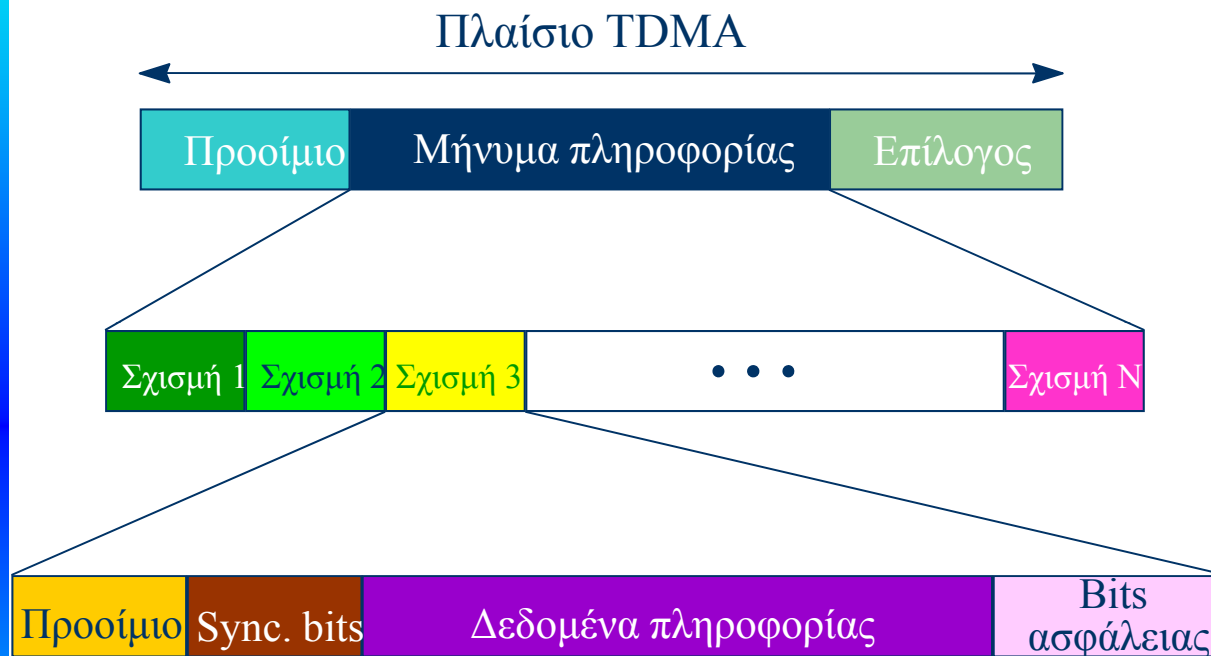 Πλαίσιο TDMA
Προοίμιο Μήνυμα πληροφορίας Επίλογος
Σχισμή 1 Σχισμή 2 Σχισμή 3 • • • Σχισμή N
Προοίμιο Sync. bits Δεδομένα πληροφορίας Bits
ασφάλειας